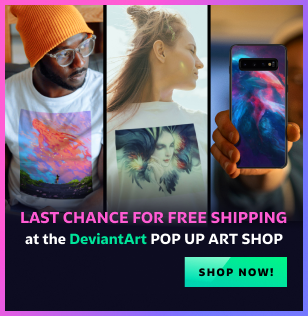 LAST CHANCE FOR FREE SHIPPING
at the DeviantArt POP UP ART SHOP
SHOP NOW!